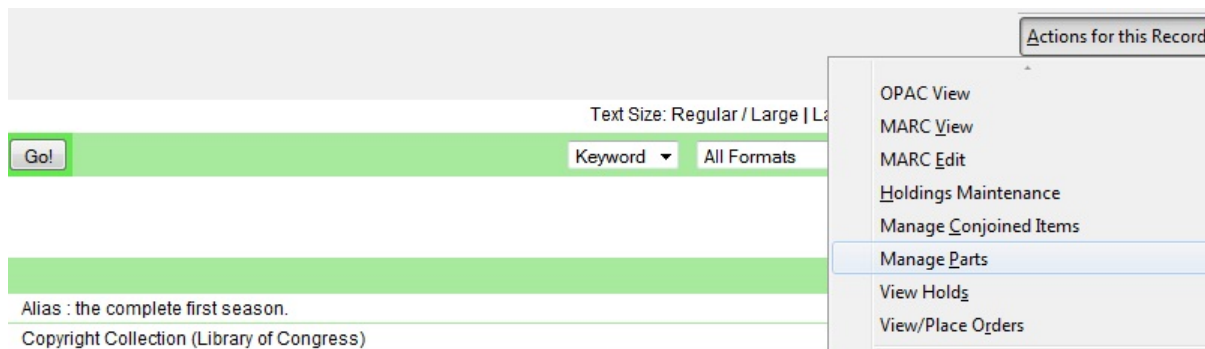 Actions for this Record
OPAC View
Text Size: Regular / Large |
MARC View
Go!
Keyword
All Formats
MARC Edit
Holdings Maintenance
Manage Conjoined Items
Manage Parts
View Holds
Alias : the complete first season.
View/Place Orders
Copyright Collection (Library of Congress)